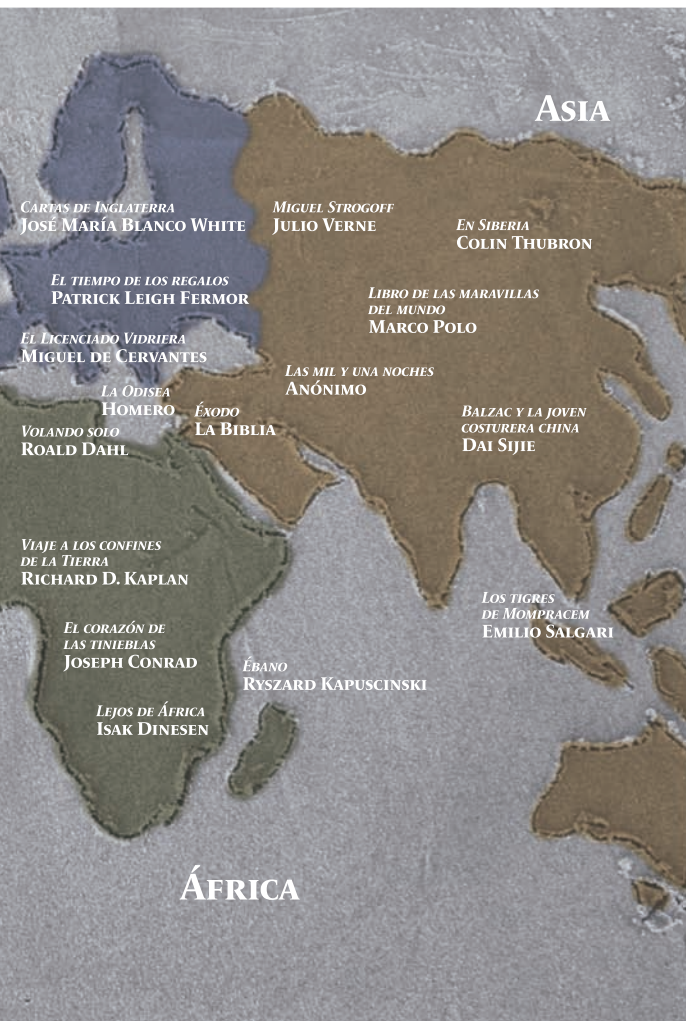 ASIA
CARTAS DE INGLATERRA
JOSÉ MARÍA BLANCO WHITE
MIGUEL STROGOFF
JULIO VERNE
EN SIBERIA
COLIN THUBRON
EL TIEMPO DE LOS REGALOS
PATRICK LEIGH FERMOR
LIBRO DE LAS MARAVILLAS
DEL MUNDO
MARCO POLO
EL LICENCIADO VIDRIERA
MIGUEL DE CERVANTES
LAS MIL Y UNA NOCHES
ANÓNIMO
LA ODISEA
HOMERO
ÉXODO
LA BIBLIA
BALZAC Y LA JOVEN
COSTURERA CHINA
DAI SIJIE
VOLANDO SOLO
ROALD DAHL
VIAJE A LOS CONFINES
DE LA TIERRA
RICHARD D. KAPLAN
LOS TIGRES
DE MOMPRACEM
EMILIO SALGARI
EL CORAZÓN DE
LAS TINIEBLAS
JOSEPH CONRAD
ÉBANO
RYSZARD KAPUSCINSKI
LEJOS DE ÁFRICA
ISAK DINESEN
ÁFRICA